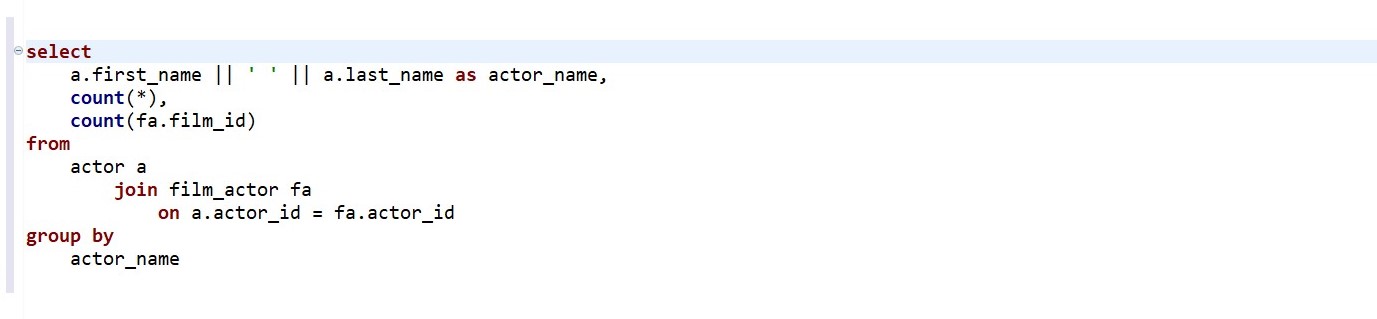 select
a.first_name || ' ' || a.last_name as actor_name,
count(*),
count(fa.film_id)
from
actor a
join film_actor fa
on a.actor_id = fa.actor_id
group by
actor_name